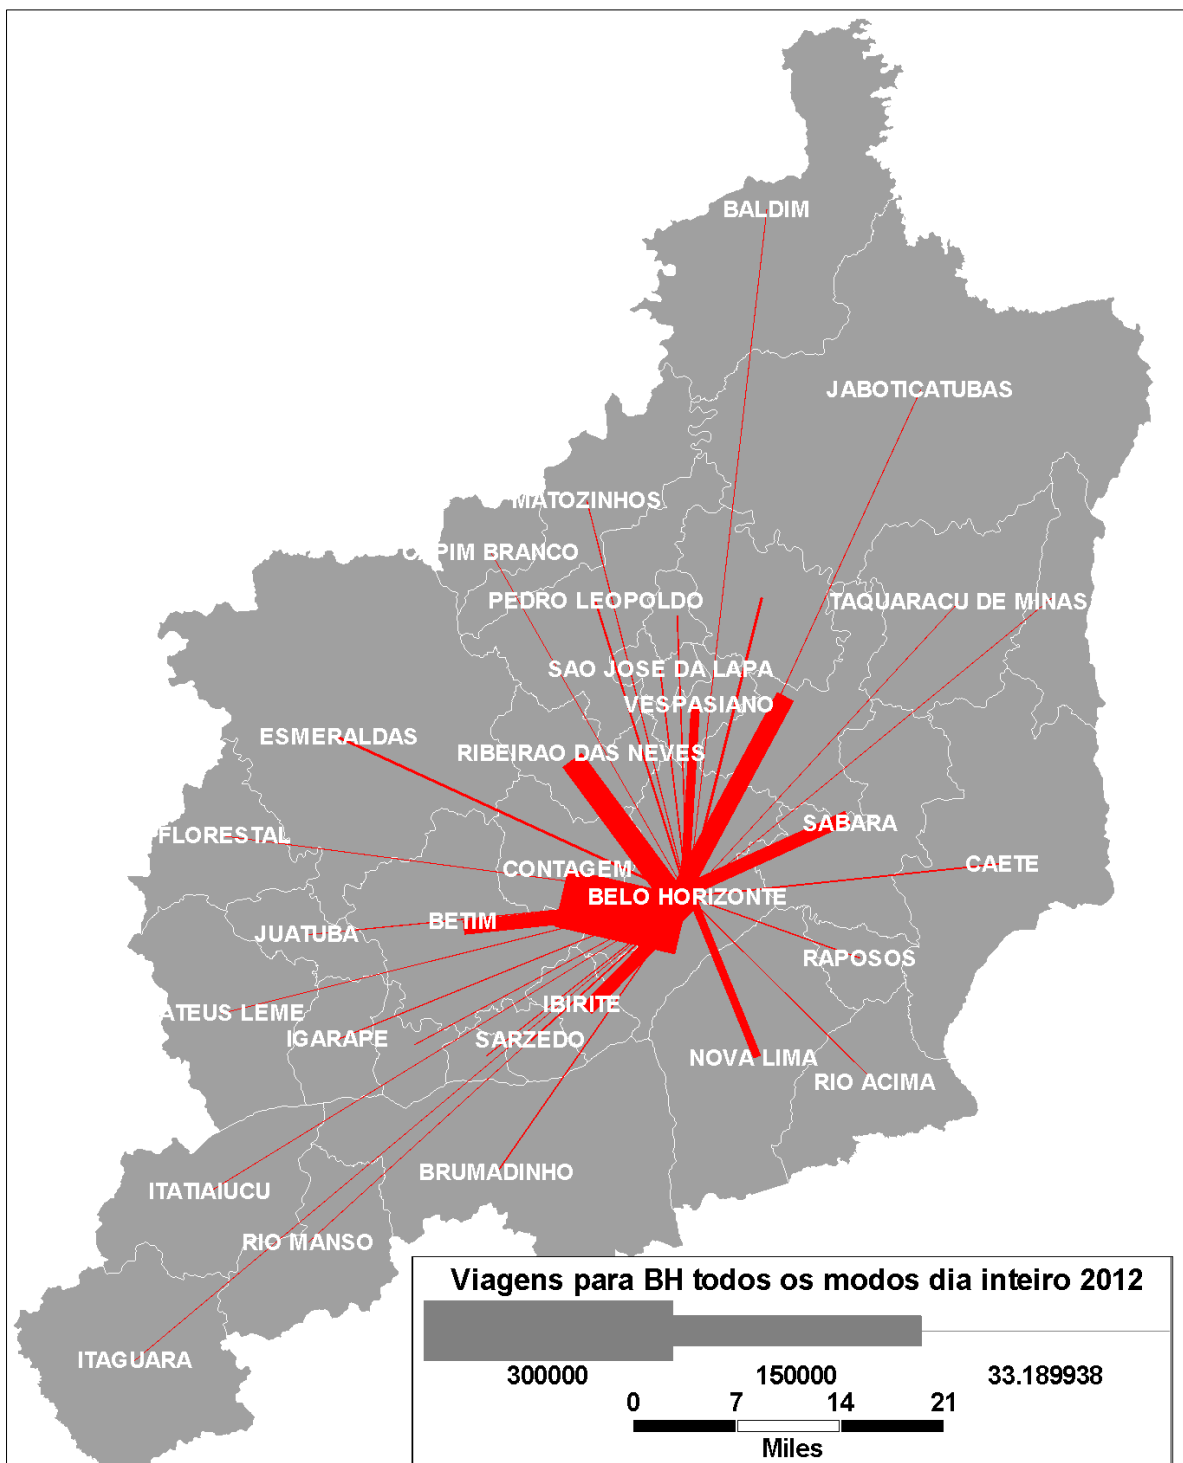 BALDIM
JABOTICATUBAS
MATOZINHOS
CAPIM BRANCO
PEDRO LEOPOLDO
TAQUARACU DE MINAS
SAO JOSE DA LAPA
VESPASIANO
ESMERALDAS
RIBEIRAO DAS NEVES
SABARA
FLORESTAL
CAETE
CONTAGEM
BELO HORIZONTE
BETIM
JUATUBA
RAPOSOS
ATEUS LEME
IBIRITE
IGARAPE
SARZEDO
NOVA LIMA
RIO ACIMA
BRUMADINHO
ITATIAIUCU
RIO MANSO
ITAGUARA
Viagens para BH todos os modos dia inteiro 2012
300000 150000 33.189938
0 7 14 21
Miles